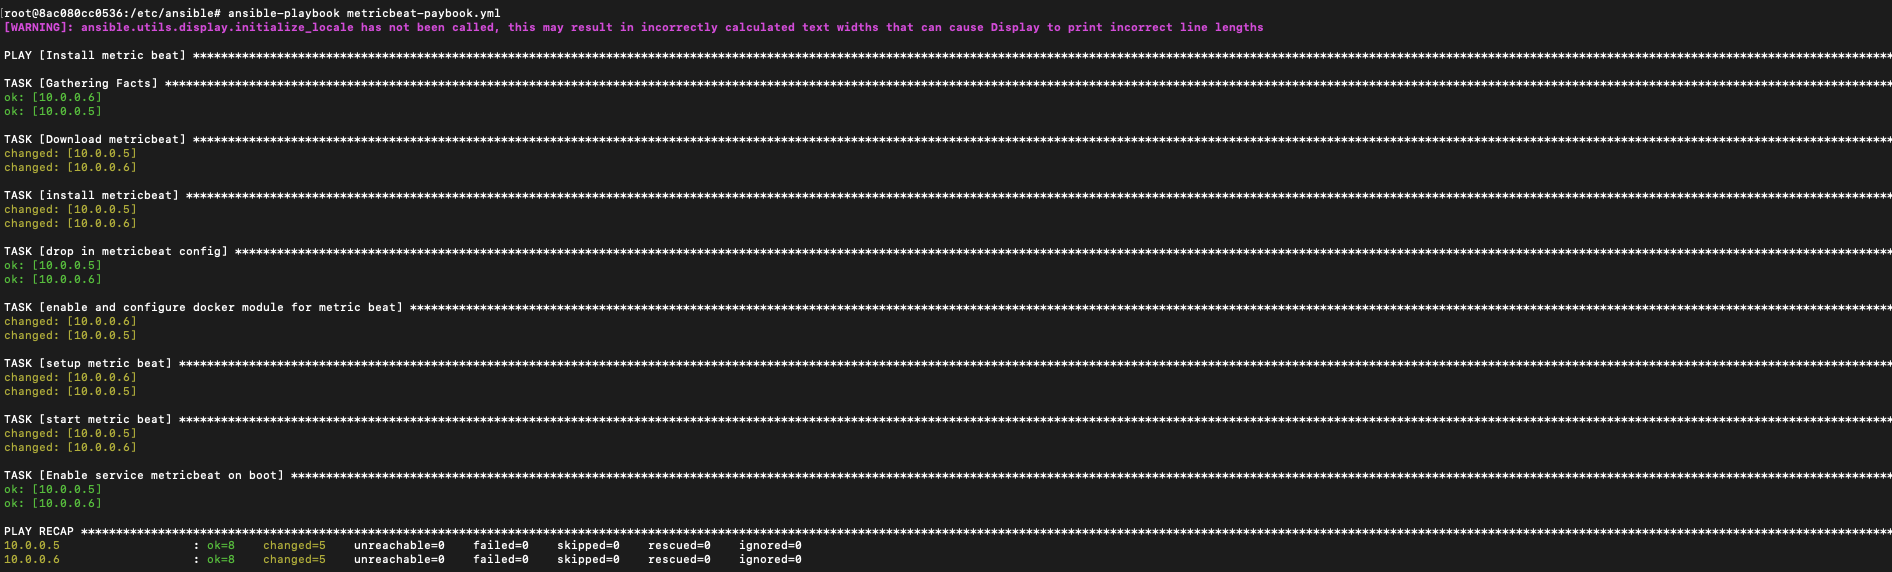 [root@8ac080cc0536:/etc/ansible# ansible-playbook metricbeat-paybook.yml
[WARNING]: ansible.utils.display.initialize_locale has not been called, this may result in incorrectly calculated text widths that can cause Display to print incorrect line lengths
PLAY [Install metric beat] ****************************************************************************************************
TASK [Gathering Facts] ****************************************************************************************************
ok: [10.0.0.6]
ok: [10.0.0.5]
TASK [Download metricbeat] ****************************************************************************************************
changed: [10.0.0.5]
changed: [10.0.0.6]
TASK [install metricbeat] ****************************************************************************************************
changed: [10.0.0.5]
changed: [10.0.0.6]
TASK [drop in metricbeat config] ****************************************************************************************************
ok: [10.0.0.5]
ok: [10.0.0.6]
TASK [enable and configure docker module for metric beat] ****************************************************************************************************
changed: [10.0.0.6]
changed: [10.0.0.5]
TASK [setup metric beat] ****************************************************************************************************
changed: [10.0.0.6]
changed: [10.0.0.5]
TASK [start metric beat] ****************************************************************************************************
changed: [10.0.0.5]
changed: [10.0.0.6]
TASK [Enable service metricbeat on boot] ****************************************************************************************************
ok: [10.0.0.5]
ok: [10.0.0.6]
PLAY RECAP ****************************************************************************************************
10.0.0.5 : ok=8 changed=5 unreachable=0 failed=0 skipped=0 rescued=0 ignored=0
10.0.0.6 : ok=8 changed=5 unreachable=0 failed=0 skipped=0 rescued=0 ignored=0